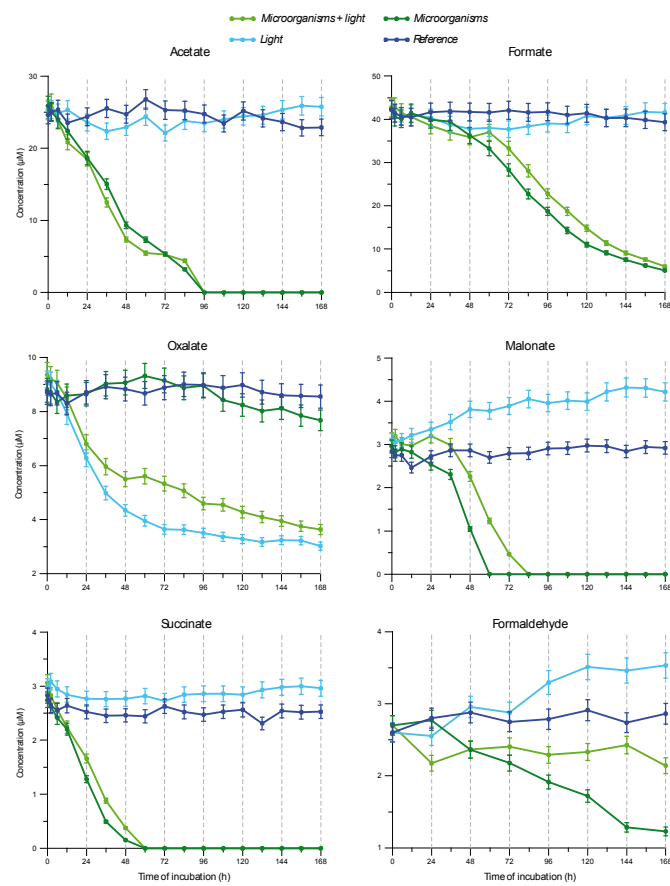 Microorganisms + light
Microorganisms
Light
Reference
Acetate
Formate
Concentration (µM)
30
20
10
0
0 24 48 72 96 120 144 168
50
40
30
20
10
0
0 24 48 72 96 120 144 168
Oxalate
Malonate
Concentration (µM)
10
8
6
4
2
0 24 48 72 96 120 144 168
5
4
3
2
1
0
0 24 48 72 96 120 144 168
Succinate
Formaldehyde
Concentration (µM)
4
3
2
1
0
0 24 48 72 96 120 144 168
Time of incubation (h)
4
3
2
1
0 24 48 72 96 120 144 168
Time of incubation (h)